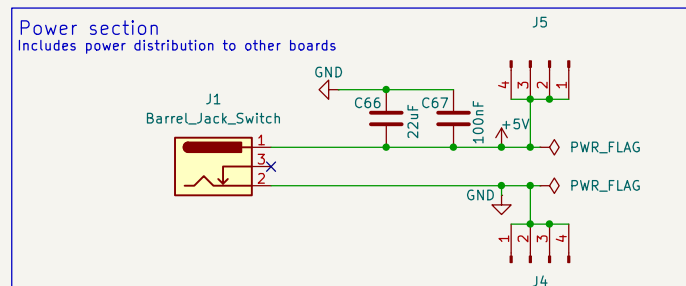 Power section
Includes power distribution to other boards
J5
GND
4 3 2 1
J1
Barrel_Jack_Switch
C66
22uF
C67
100nF
+5V
1
PWR_FLAG
3
2
GND
PWR_FLAG
1 2 3 4
J4